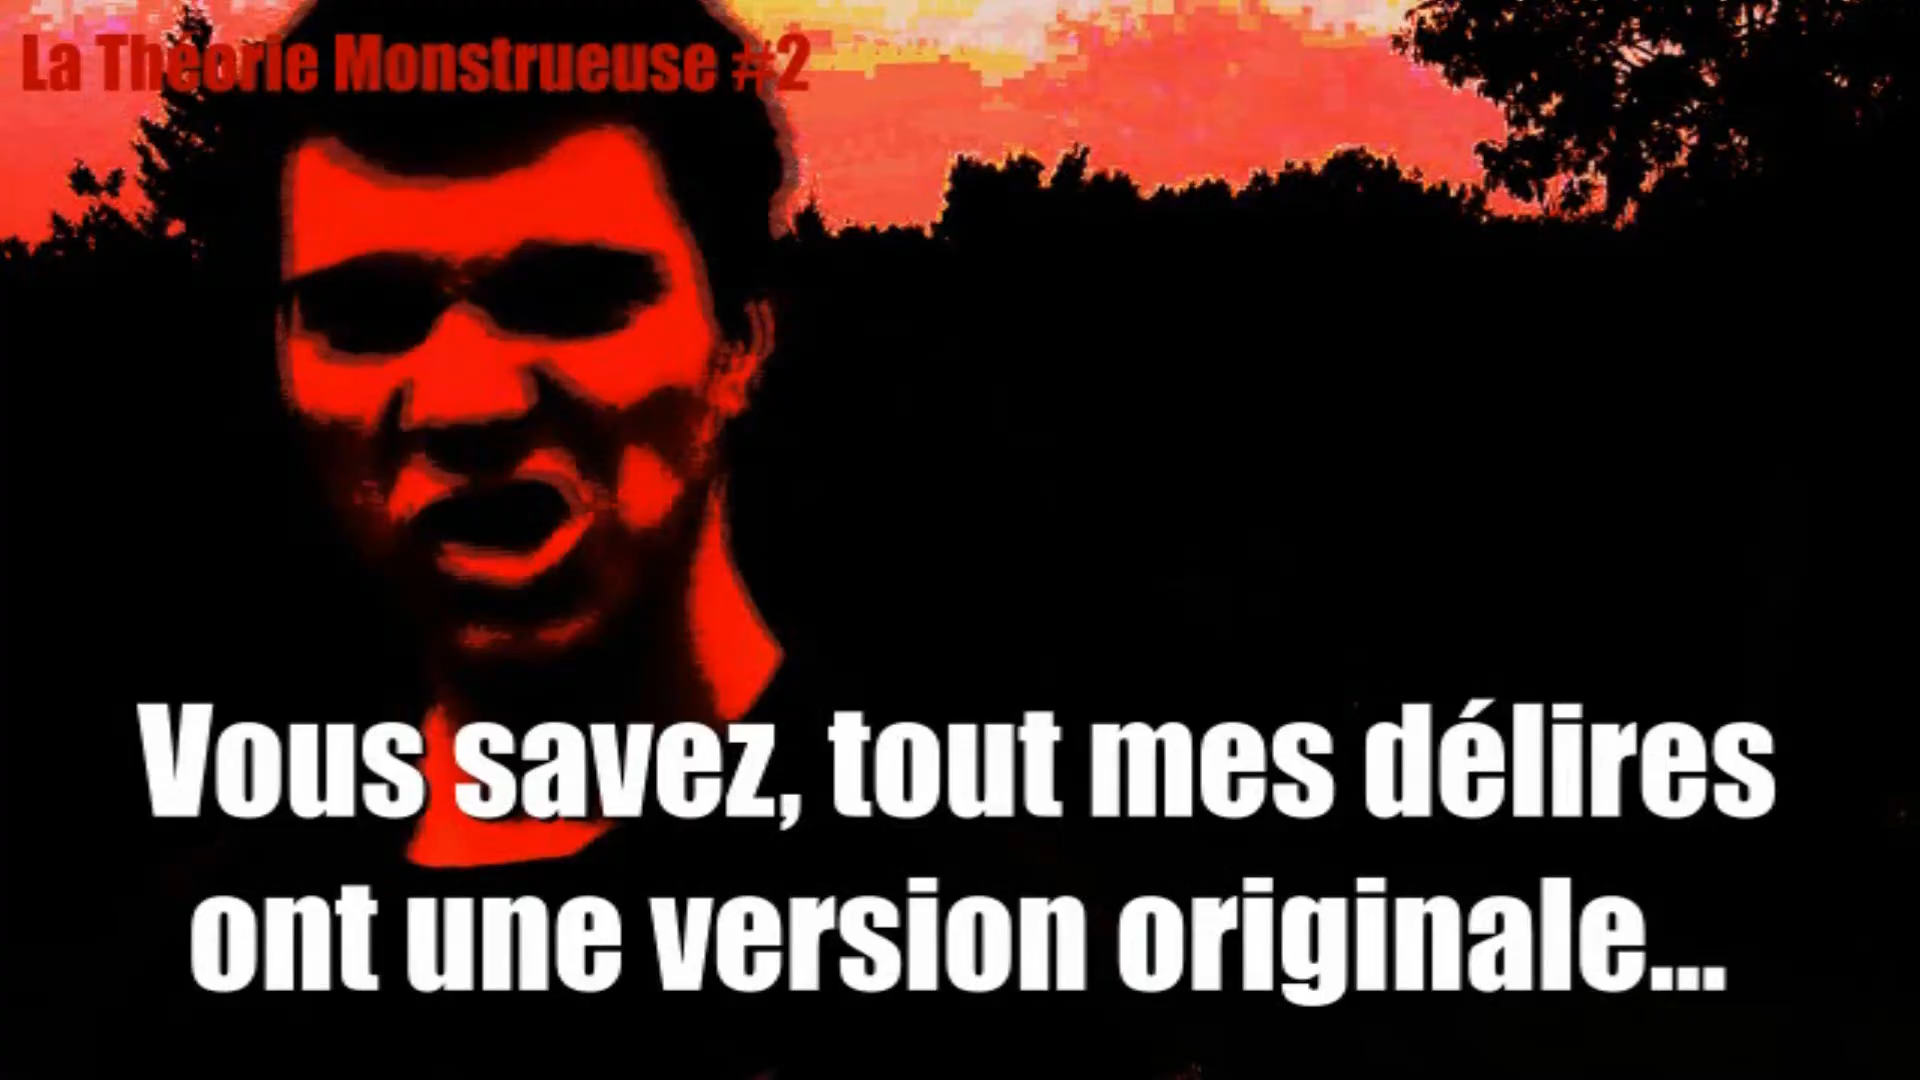 La Théorie Monstrueuse #2
Vous savez, tout mes délires
ont une version originale...